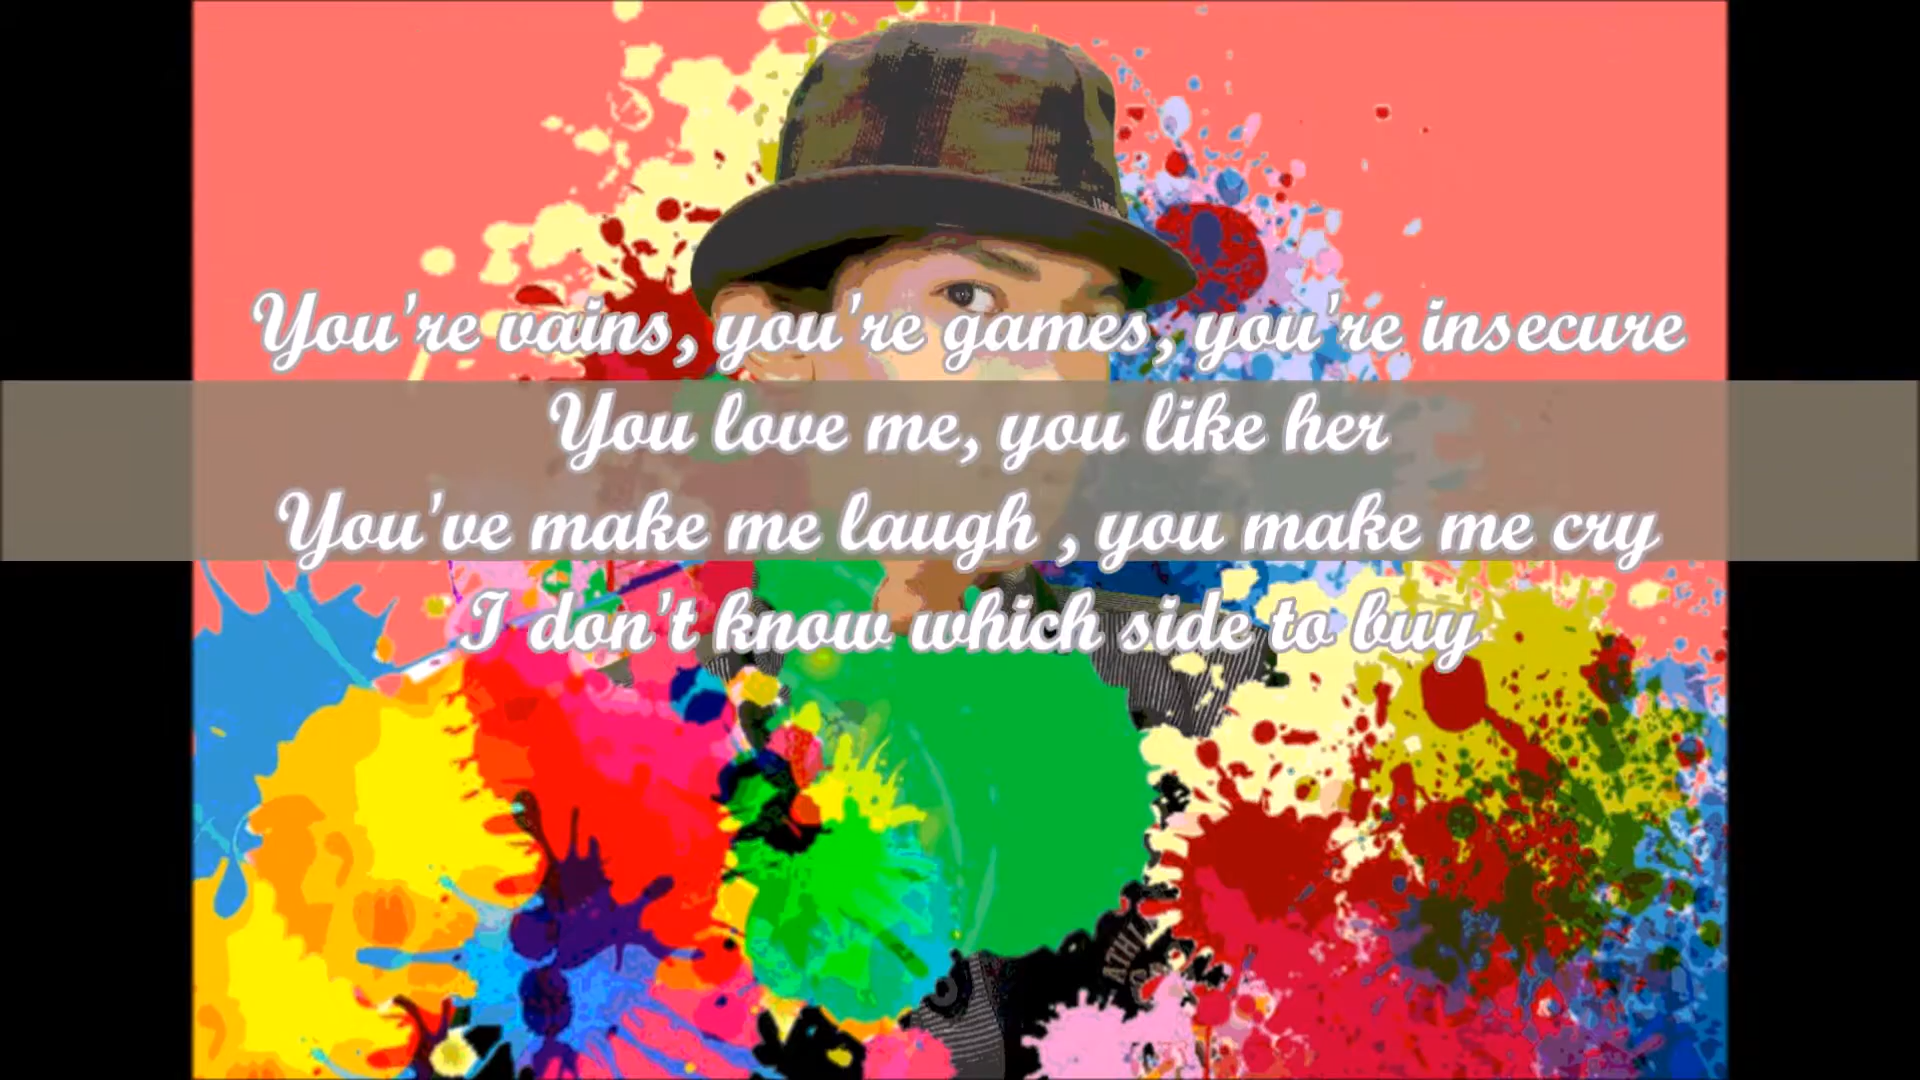 You're vains, you're games, you're insecure
You love me, you like her
You've make me laugh , you make me cry
I don't know which side to buy
ATHL